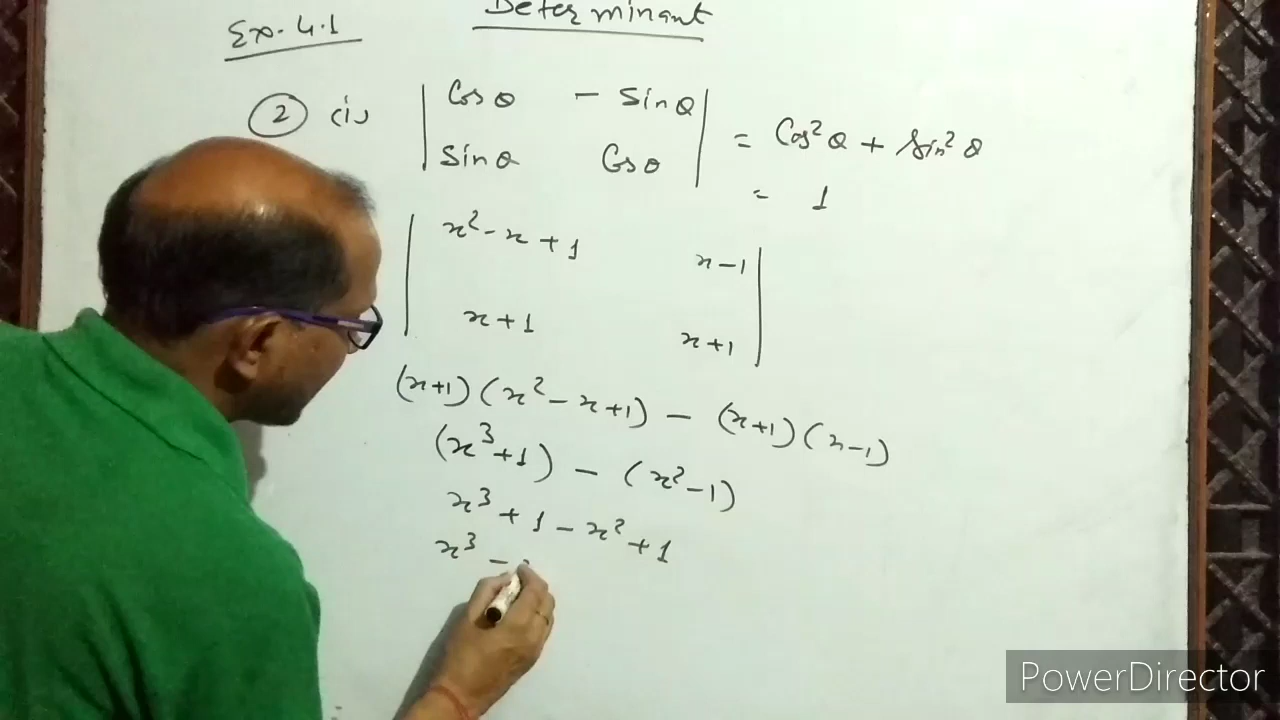 Determinant
Ex. 4.1
② (i) | Cos θ   - Sin θ |
| Sin θ   Cos θ | = Cos² θ + Sin² θ
= 1
| x² - x + 1   x - 1 |
| x + 1   x + 1 |
(x+1) (x² - x + 1) - (x+1) (x-1)
(x³ + 1) - (x² - 1)
x³ + 1 - x² + 1
x³ -
PowerDirector